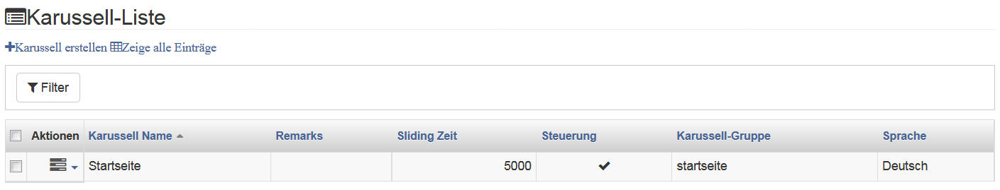 Karussell-Liste
Karussell erstellen Zeige alle Einträge
Filter
Aktionen Karussell Name Remarks Sliding Zeit Steuerung Karussell-Gruppe Sprache
Startseite 5000 startseite Deutsch